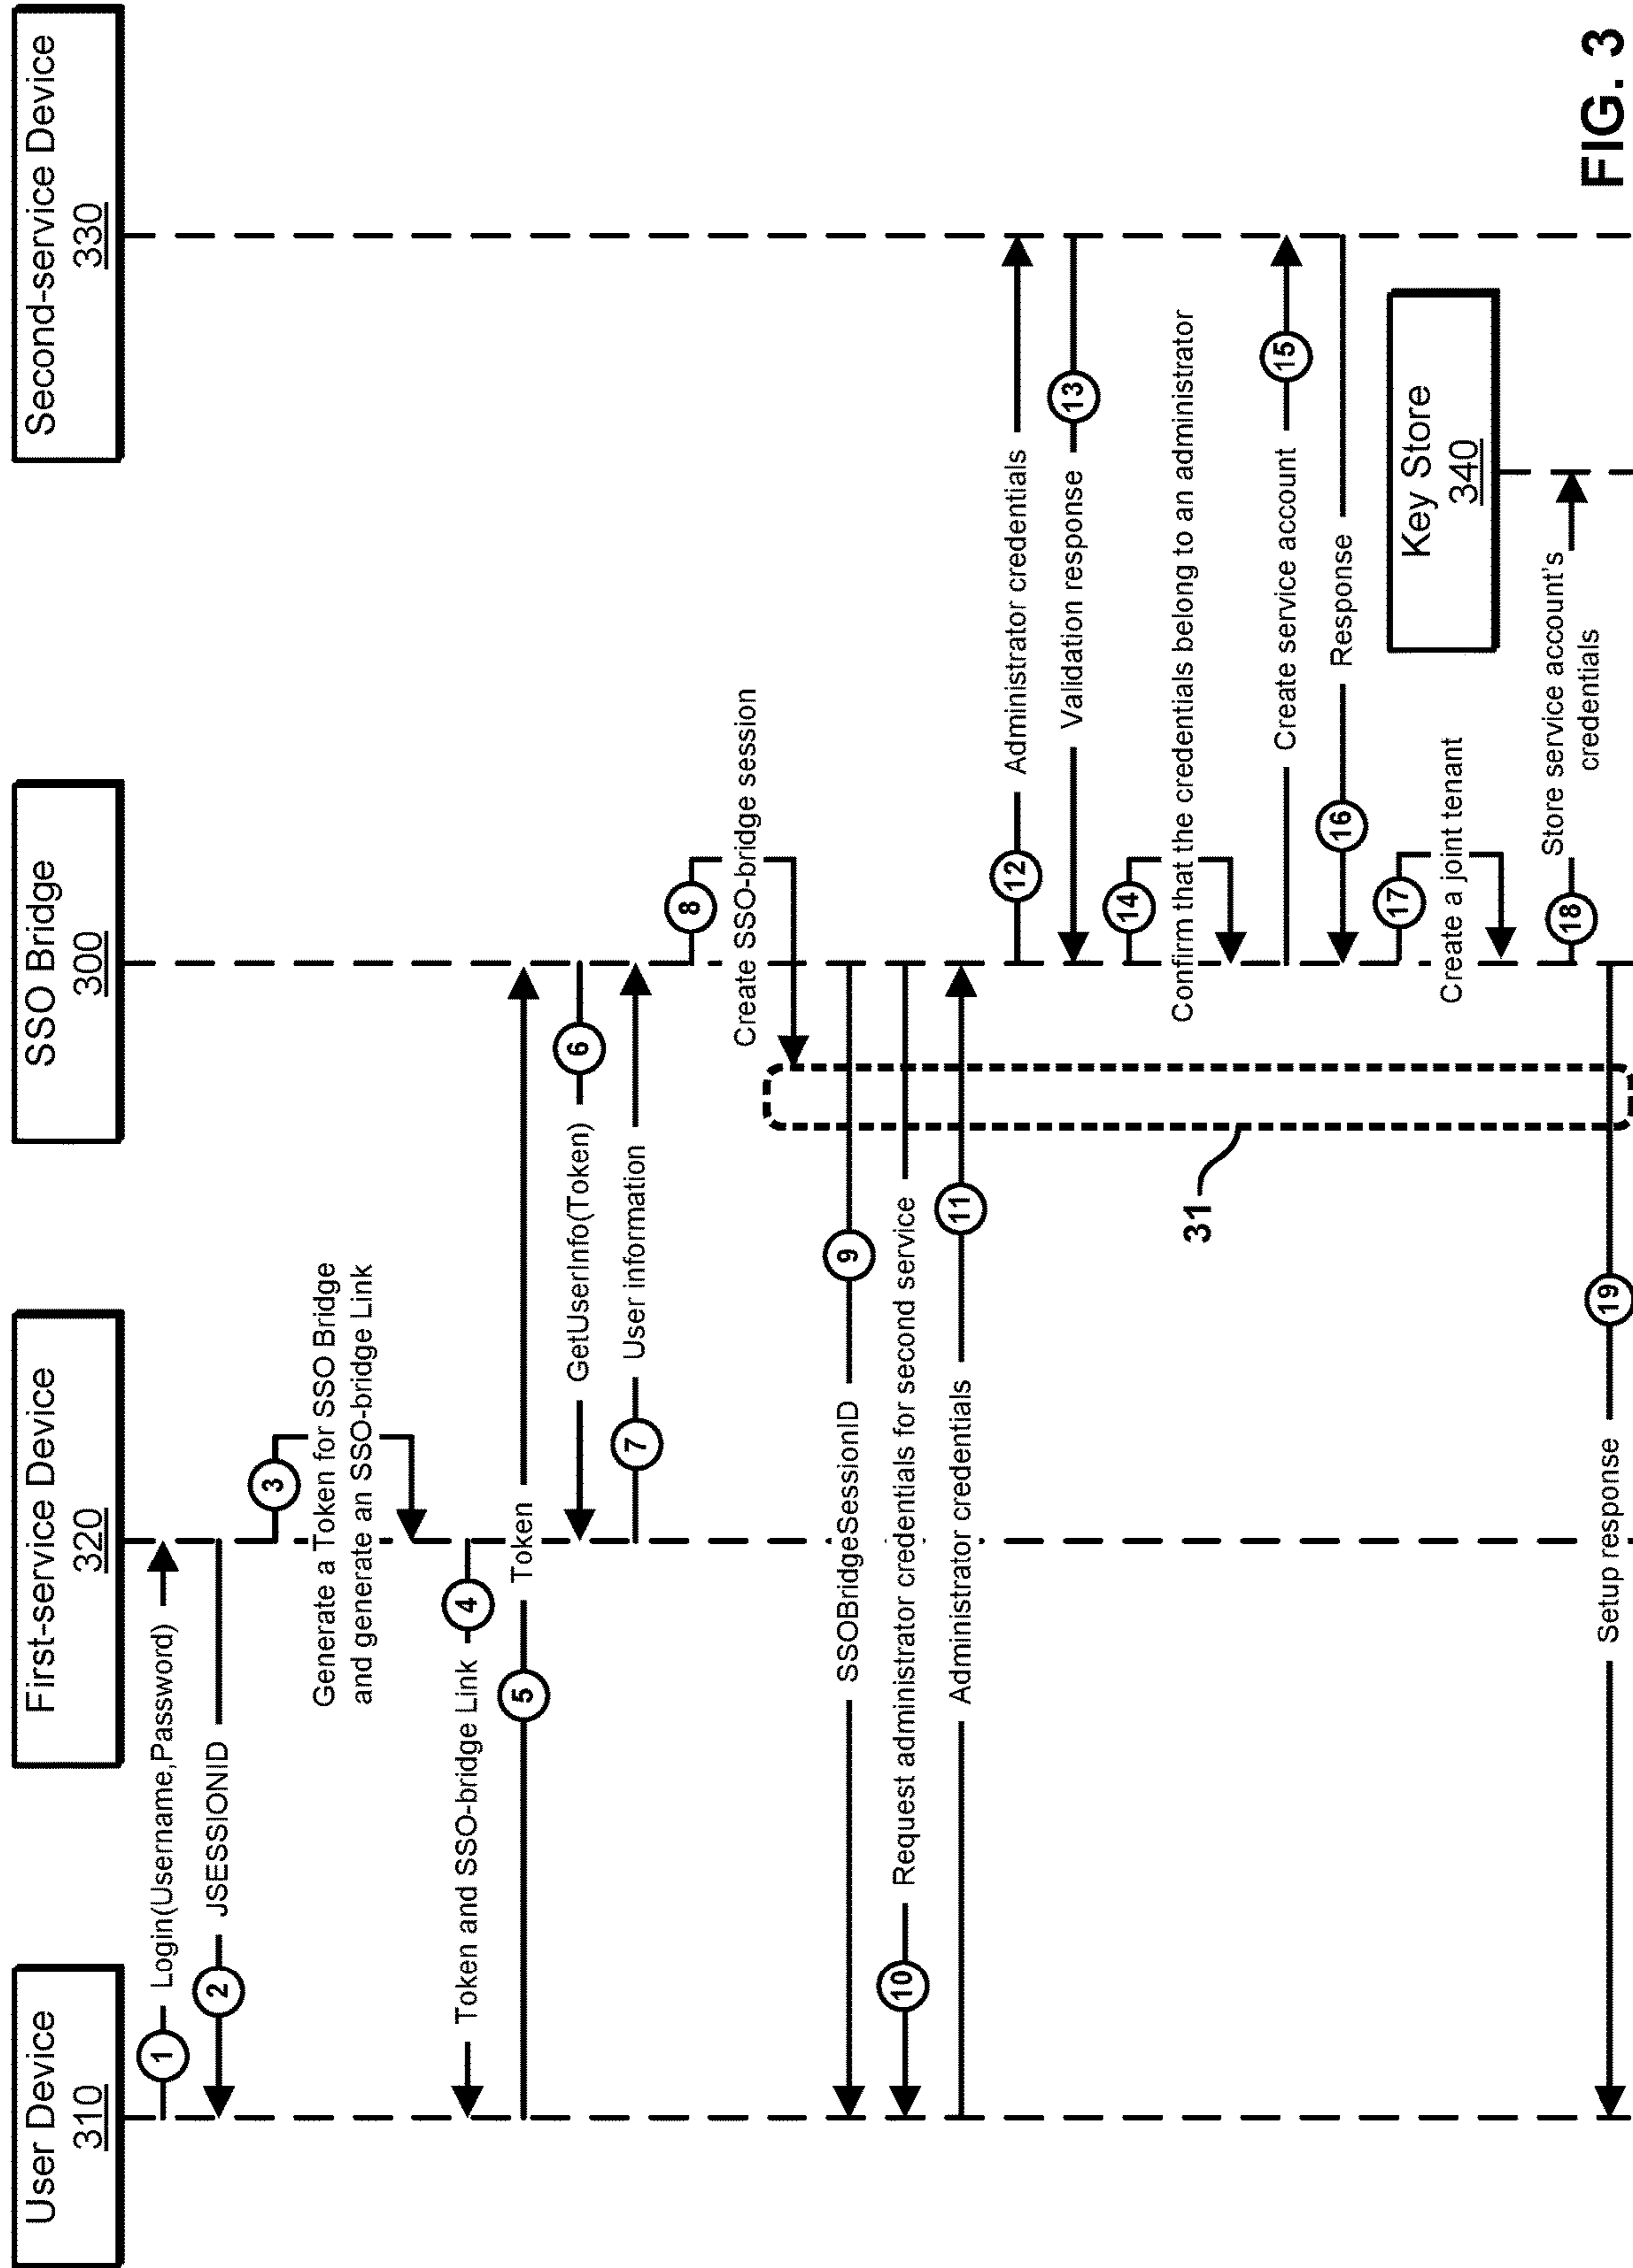 User Device
310
First-service Device
320
SSO Bridge
300
Second-service Device
330
1
Login(Username,Password)
2
JSESSIONID
3
Generate a Token for SSO Bridge
and generate an SSO-bridge Link
Token and SSO-bridge Link
4
5
Token
GetUserInfo(Token)
6
7
User information
8
Create SSO-bridge session
SSOBridgeSessionID
9
10
Request administrator credentials for second service
Administrator credentials
11
31
12
Administrator credentials
Validation response
13
14
Confirm that the credentials belong to an administrator
Create service account
15
16
Response
17
Create a joint tenant
Key Store
340
18
Store service account's
credentials
Setup response
19
FIG. 3